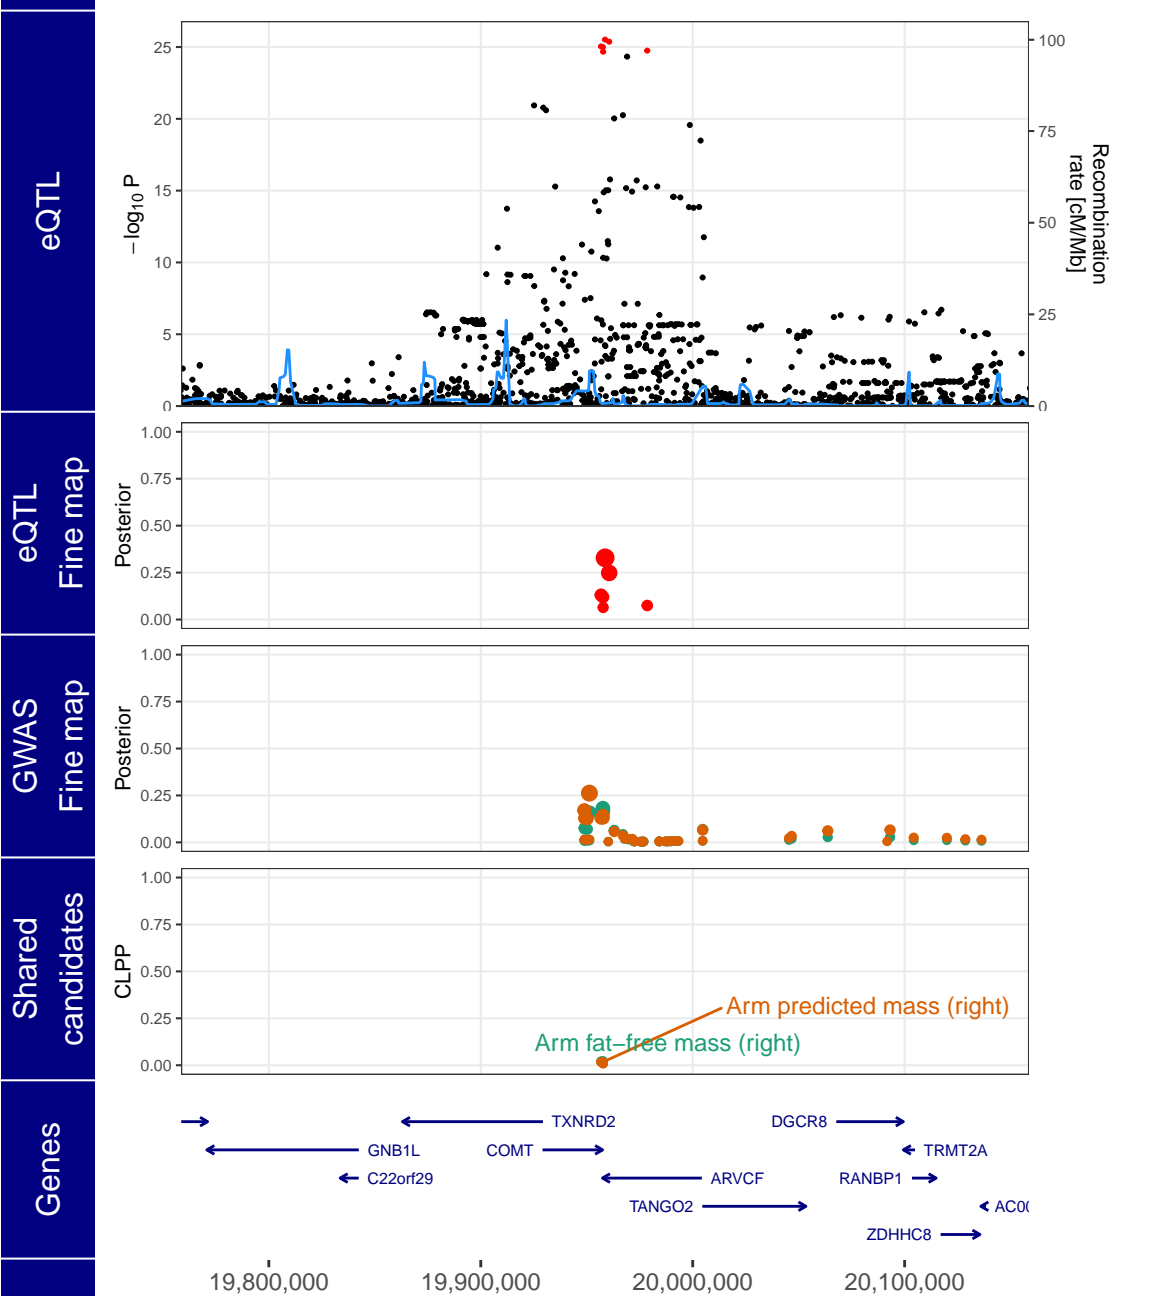 eQTL
−log10 P
25
20
15
10
5
0
100
75
50
25
0
Recombination
rate [cM/Mb]
eQTL
Fine map
Posterior
1.00
0.75
0.50
0.25
0.00
GWAS
Fine map
Posterior
1.00
0.75
0.50
0.25
0.00
Shared
candidates
CLPP
1.00
0.75
0.50
0.25
0.00
Arm predicted mass (right)
Arm fat−free mass (right)
Genes
TXNRD2 DGCR8
GNB1L COMT TRMT2A
C22orf29 ARVCF RANBP1
TANGO2 AC00
ZDHHC8
19,800,000 19,900,000 20,000,000 20,100,000